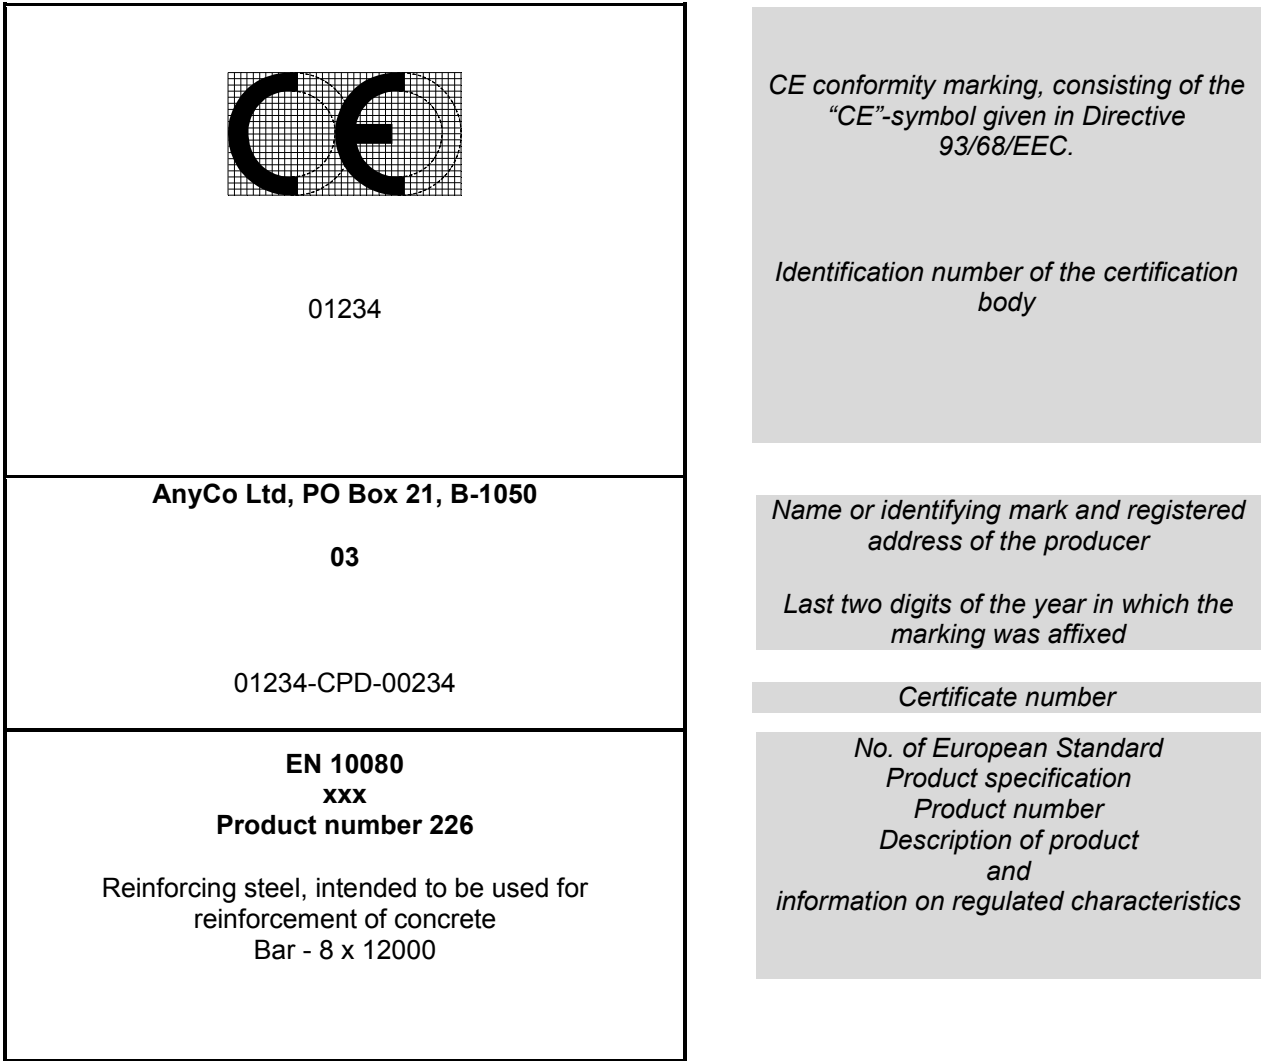 CE
01234
AnyCo Ltd, PO Box 21, B-1050
03
01234-CPD-00234
EN 10080
xxx
Product number 226
Reinforcing steel, intended to be used for
reinforcement of concrete
Bar - 8 x 12000
CE conformity marking, consisting of the
“CE”-symbol given in Directive
93/68/EEC.
Identification number of the certification
body
Name or identifying mark and registered
address of the producer
Last two digits of the year in which the
marking was affixed
Certificate number
No. of European Standard
Product specification
Product number
Description of product
and
information on regulated characteristics